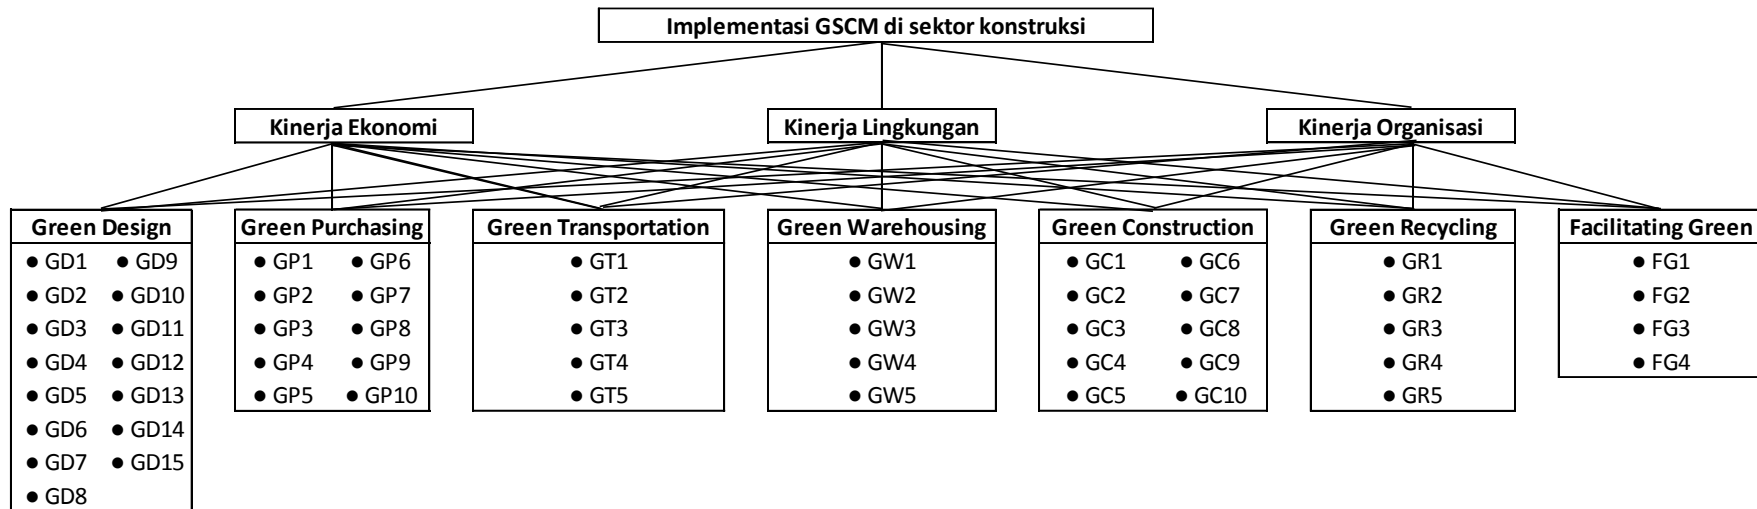 Implementasi GSCM di sektor konstruksi
Kinerja Ekonomi
Kinerja Lingkungan
Kinerja Organisasi
Green Design
● GD1 ● GD9
● GD2 ● GD10
● GD3 ● GD11
● GD4 ● GD12
● GD5 ● GD13
● GD6 ● GD14
● GD7 ● GD15
● GD8
Green Purchasing
● GP1 ● GP6
● GP2 ● GP7
● GP3 ● GP8
● GP4 ● GP9
● GP5 ● GP10
Green Transportation
● GT1
● GT2
● GT3
● GT4
● GT5
Green Warehousing
● GW1
● GW2
● GW3
● GW4
● GW5
Green Construction
● GC1 ● GC6
● GC2 ● GC7
● GC3 ● GC8
● GC4 ● GC9
● GC5 ● GC10
Green Recycling
● GR1
● GR2
● GR3
● GR4
● GR5
Facilitating Green
● FG1
● FG2
● FG3
● FG4